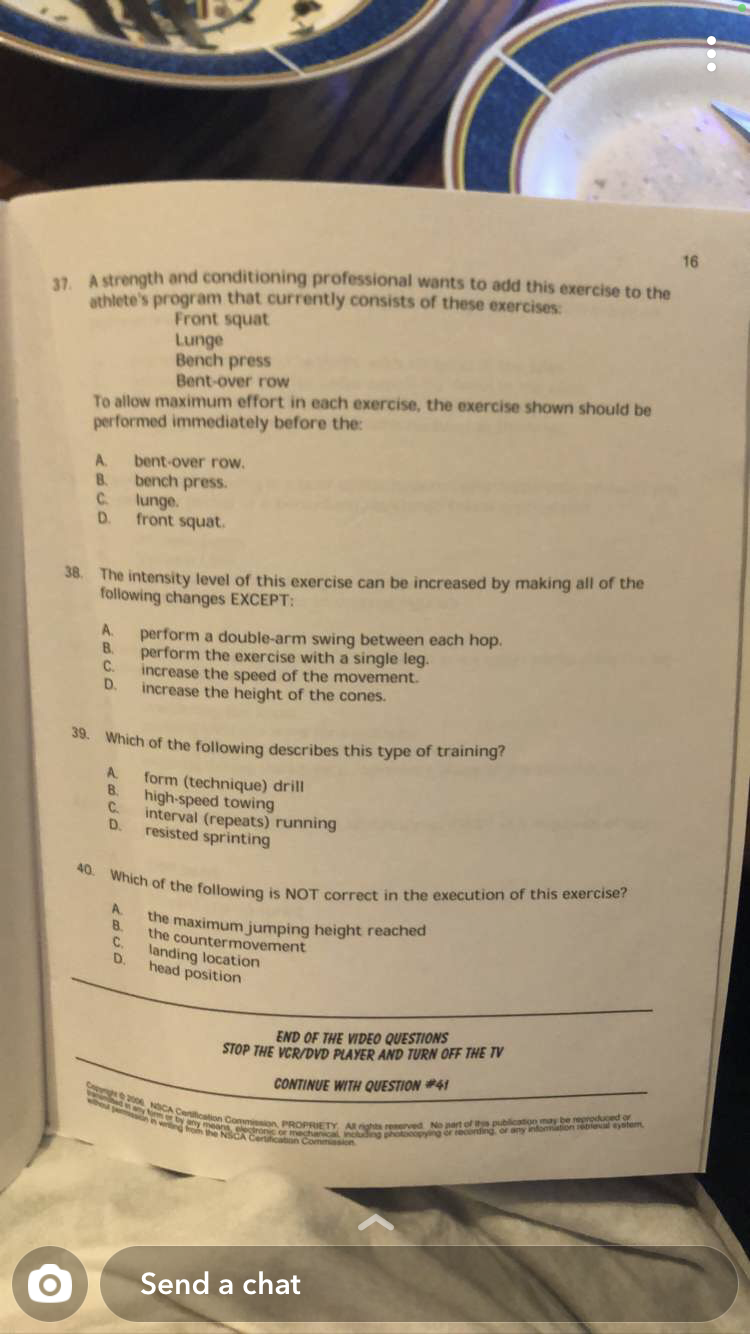 16
37. A strength and conditioning professional wants to add this exercise to the
athlete's program that currently consists of these exercises:
Front squat
Lunge
Bench press
Bent-over row
To allow maximum effort in each exercise, the exercise shown should be
performed immediately before the:
A. bent-over row.
B. bench press.
C. lunge.
D. front squat.
38. The intensity level of this exercise can be increased by making all of the
following changes EXCEPT:
A. perform a double-arm swing between each hop.
B. perform the exercise with a single leg.
C. increase the speed of the movement.
D. increase the height of the cones.
39. Which of the following describes this type of training?
A. form (technique) drill
B. high-speed towing
C. interval (repeats) running
D. resisted sprinting
40. Which of the following is NOT correct in the execution of this exercise?
A. the maximum jumping height reached
B. the countermovement
C. landing location
D. head position
END OF THE VIDEO QUESTIONS
STOP THE VCR/DVD PLAYER AND TURN OFF THE TV
CONTINUE WITH QUESTION #41
Copyright © 2006, NSCA Certification Commission, PROPRIETY. All rights reserved. No part of this publication may be reproduced or
transmitted in any form or by any means, electronic or mechanical, including photocopying or recording, or any information retrieval system,
without permission in writing from the NSCA Certification Commission.
Send a chat